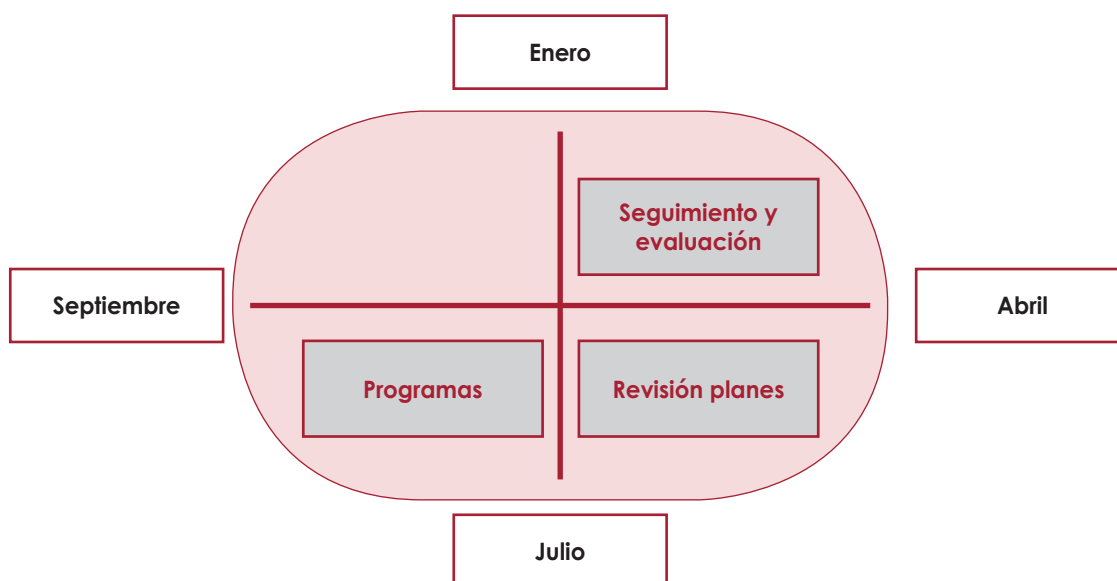 Enero
Seguimiento y
evaluación
Septiembre
Abril
Programas
Revisión planes
Julio